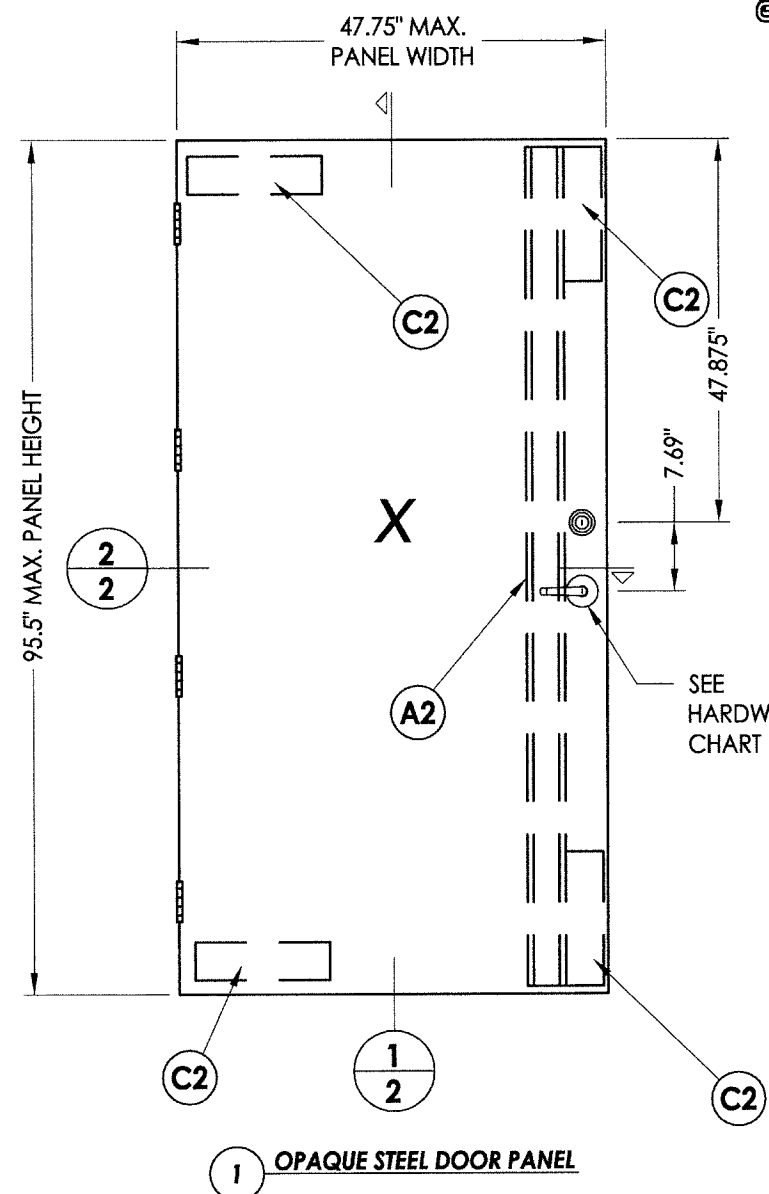 47.75" MAX.
PANEL WIDTH
C2
C2
47.875"
7.69"
95.5" MAX. PANEL HEIGHT
X
2
2
A2
SEE
HARDW
CHART
C2
1
2
C2
1 OPAQUE STEEL DOOR PANEL